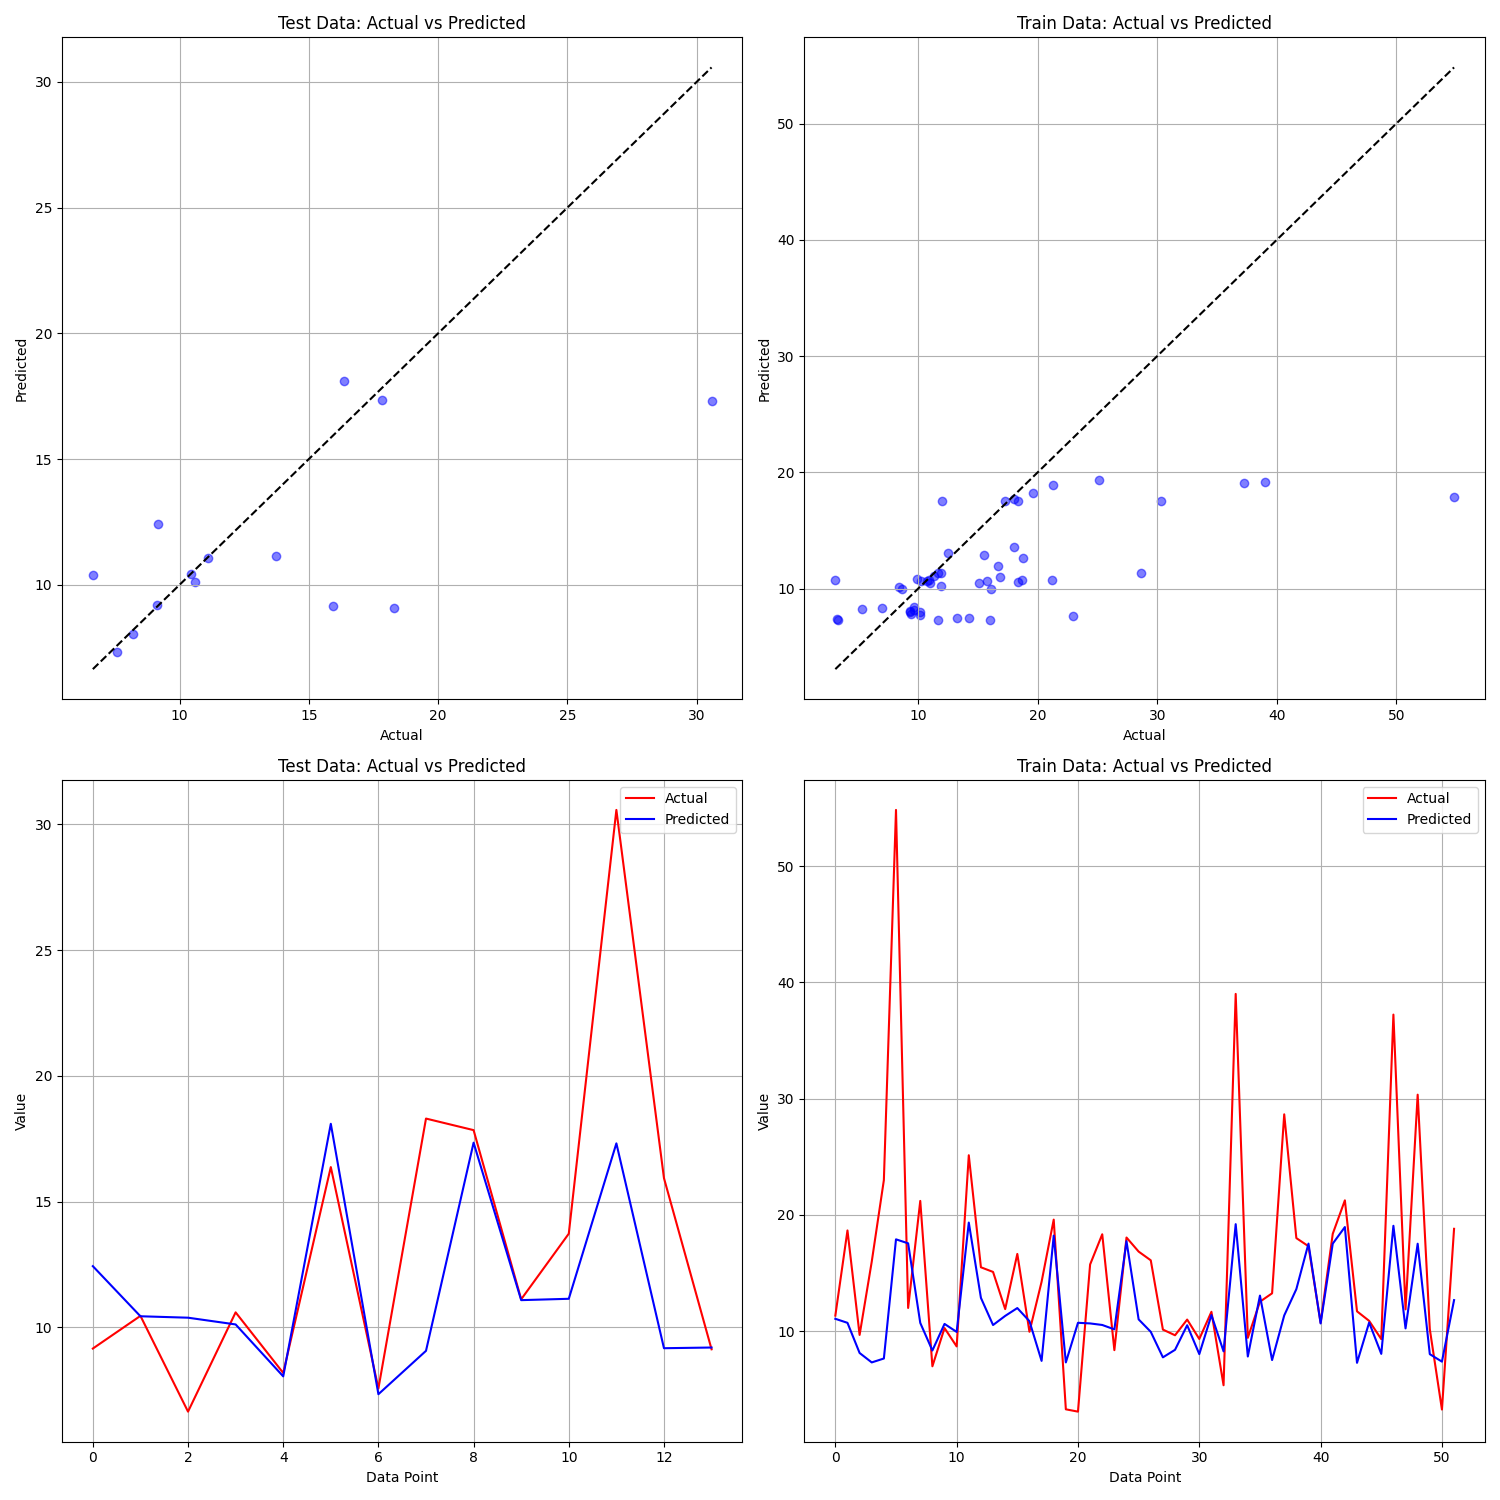 Test Data: Actual vs Predicted
30
25
20
15
10
Predicted
10 15 20 25 30
Actual
Train Data: Actual vs Predicted
50
40
30
20
10
Predicted
10 20 30 40 50
Actual
Test Data: Actual vs Predicted
Actual
Predicted
30
25
20
15
10
Value
0 2 4 6 8 10 12
Data Point
Train Data: Actual vs Predicted
Actual
Predicted
50
40
30
20
10
Value
0 10 20 30 40 50
Data Point